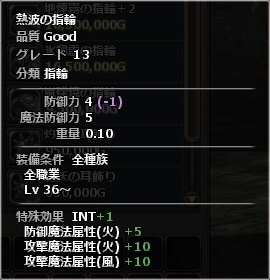 熱波の指輪
品質 Good
グレード 13
分類 指輪
防御力 4 (-1)
魔法防御力 5
重量 0.10
装備条件 全種族
全職業
Lv 36～
特殊効果 INT+1
防御魔法属性(火) +5
攻撃魔法属性(火) +10
攻撃魔法属性(風) +10